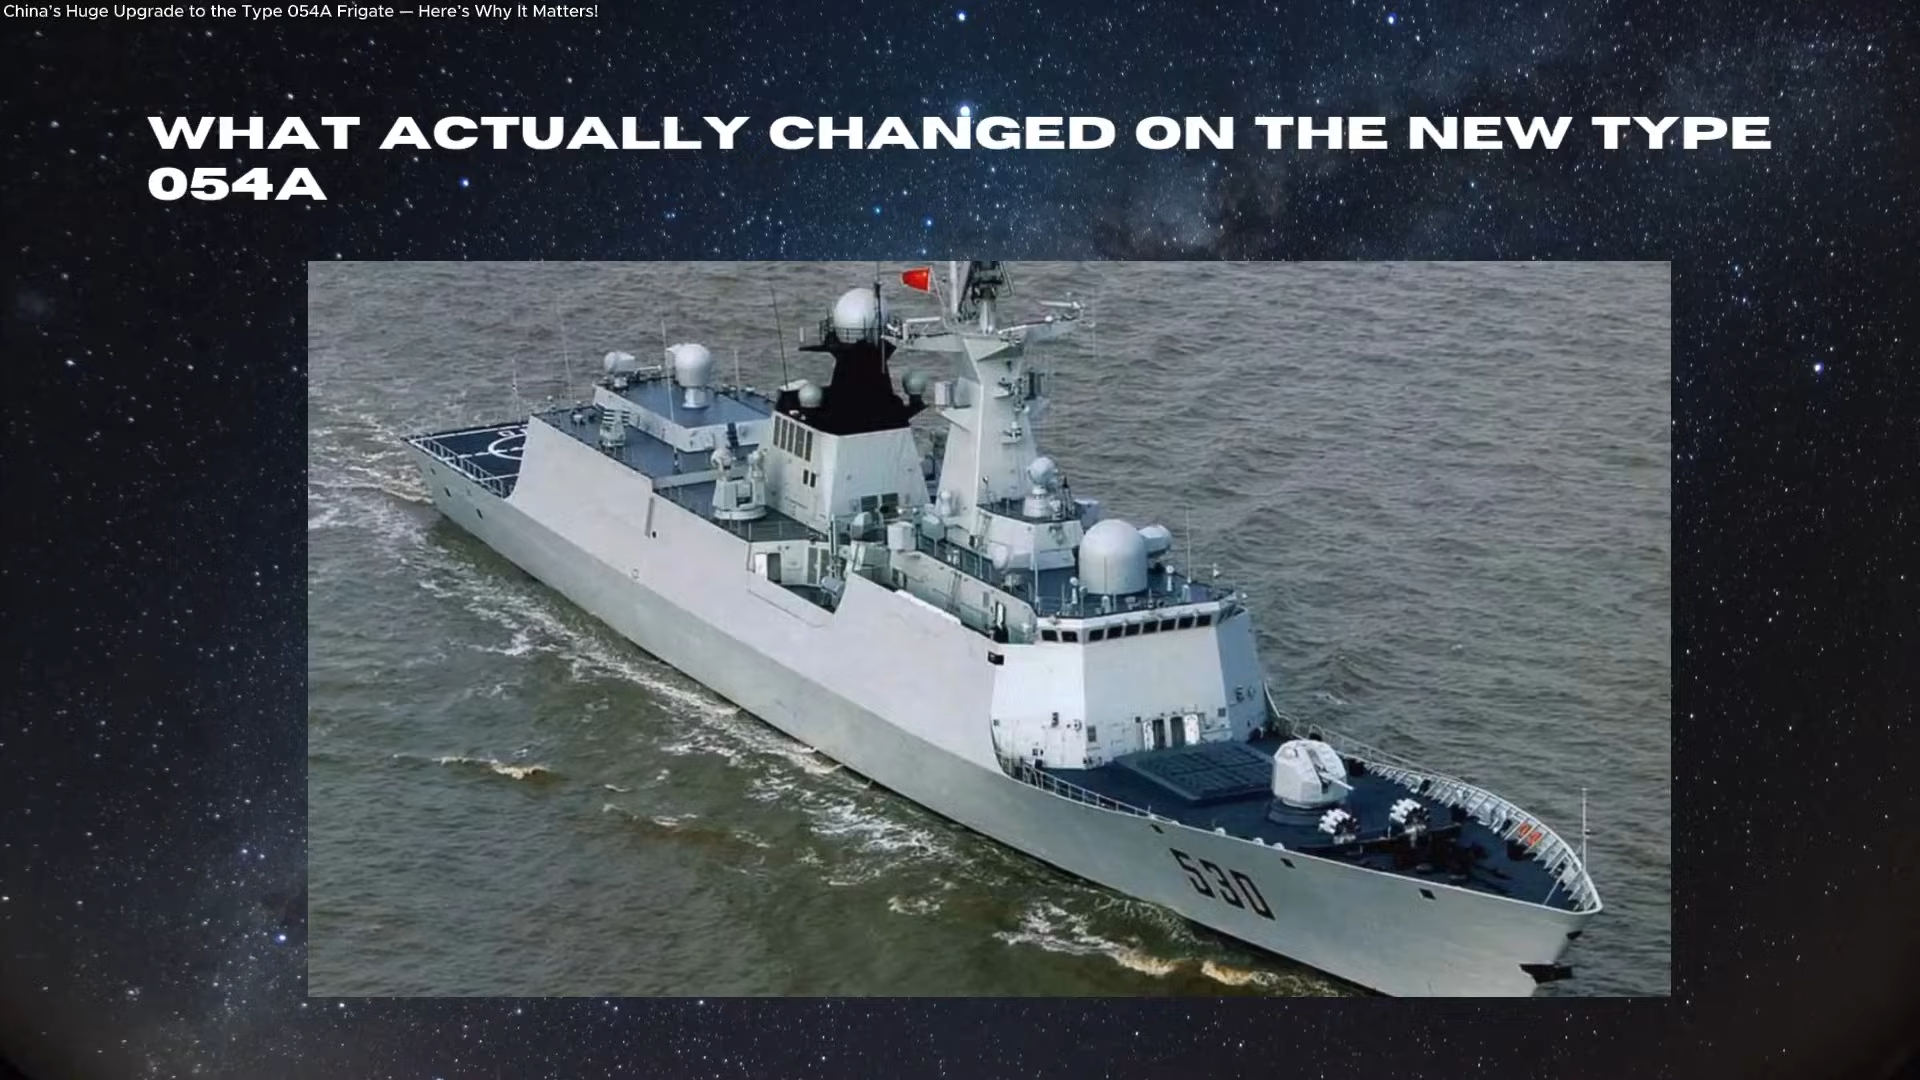 China's Huge Upgrade to the Type 054A Frigate — Here's Why It Matters!
WHAT ACTUALLY CHANGED ON THE NEW TYPE
054A
530